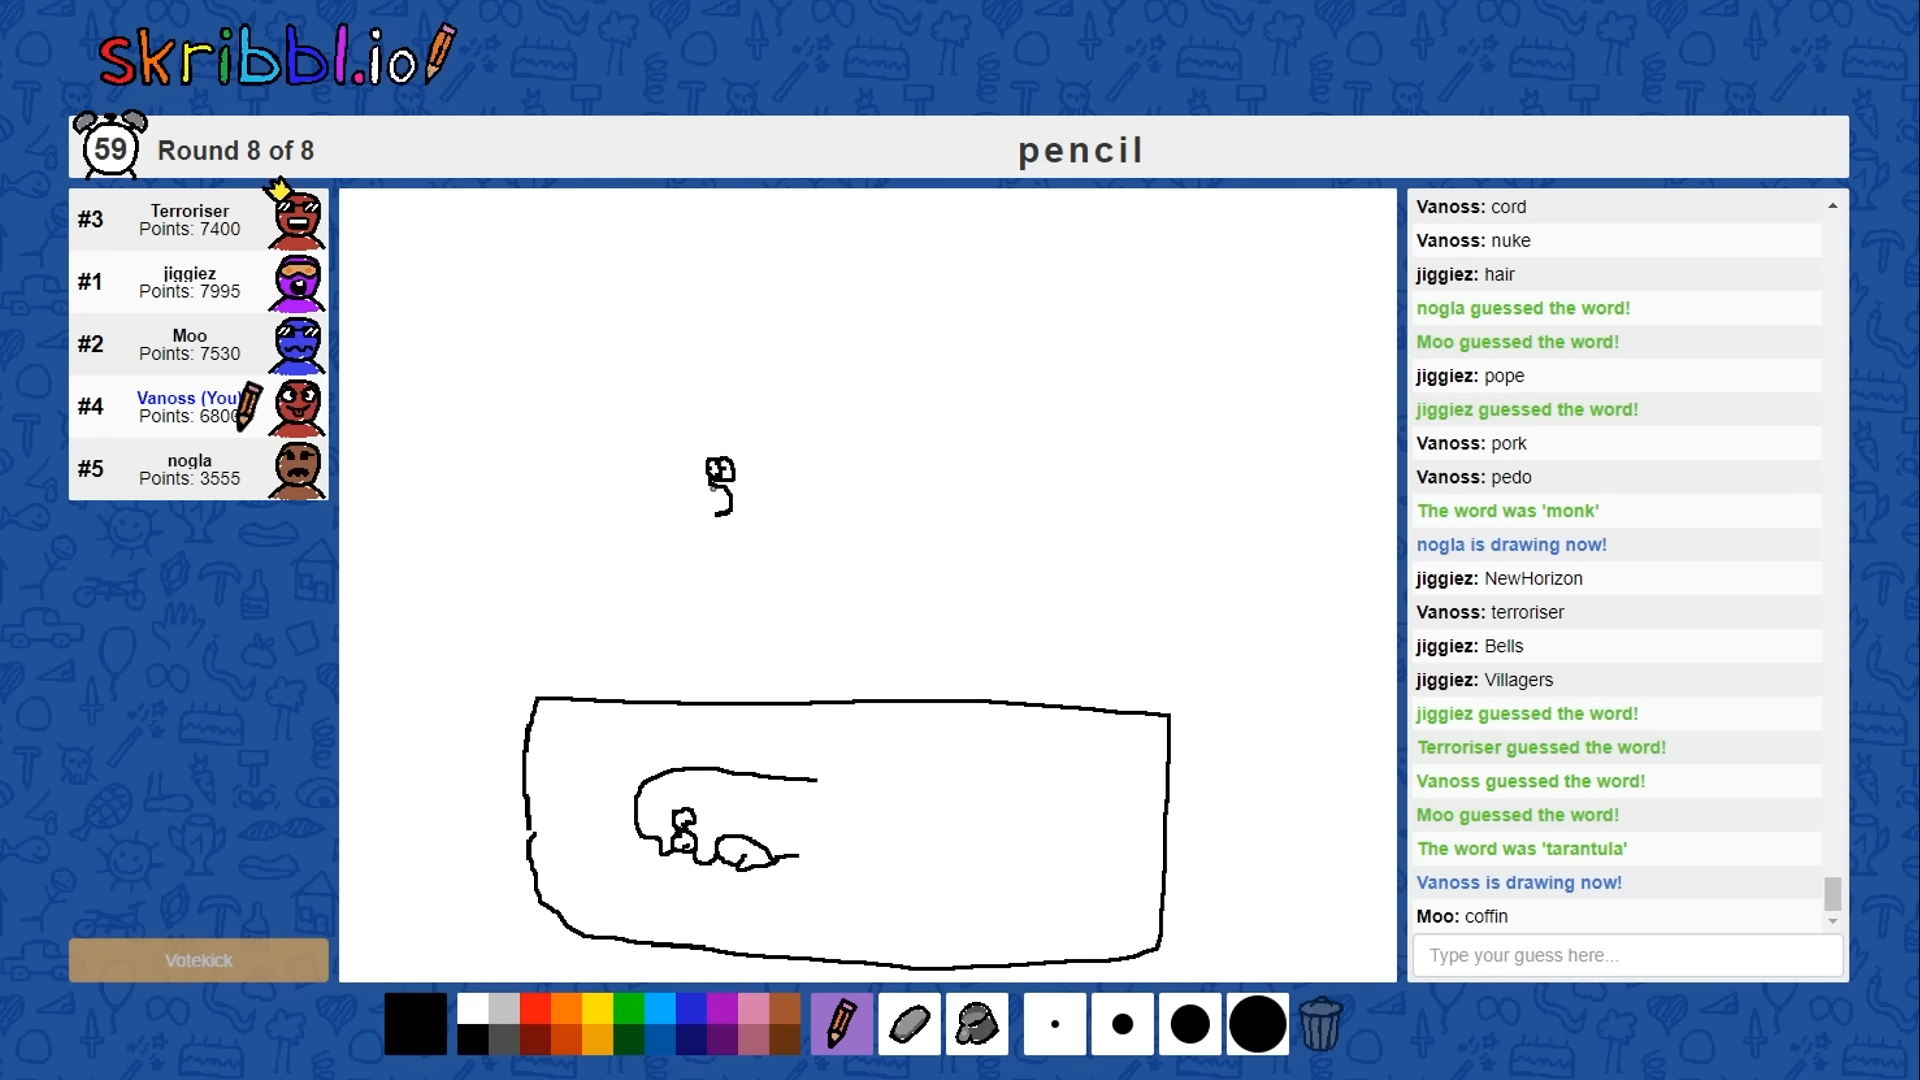 skribbl.io
59
Round 8 of 8
pencil
#3
Terroriser
Points: 7400
#1
jiggiez
Points: 7995
#2
Moo
Points: 7530
#4
Vanoss (You)
Points: 6800
#5
nogla
Points: 3555
Votekick
Vanoss: cord
Vanoss: nuke
jiggiez: hair
nogla guessed the word!
Moo guessed the word!
jiggiez: pope
jiggiez guessed the word!
Vanoss: pork
Vanoss: pedo
The word was 'monk'
nogla is drawing now!
jiggiez: NewHorizon
Vanoss: terroriser
jiggiez: Bells
jiggiez: Villagers
jiggiez guessed the word!
Terroriser guessed the word!
Vanoss guessed the word!
Moo guessed the word!
The word was 'tarantula'
Vanoss is drawing now!
Moo: coffin
Type your guess here...